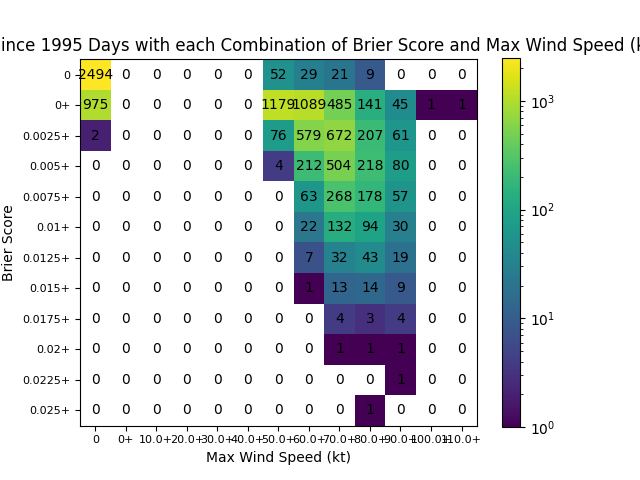 ince 1995 Days with each Combination of Brier Score and Max Wind Speed (k
0 2494 0 0 0 0 0 52 29 21 9 0 0 0
0+ 975 0 0 0 0 0 1179 1089 485 141 45 1 1
0.0025+ 2 0 0 0 0 0 76 579 672 207 61 0 0
0.005+ 0 0 0 0 0 0 4 212 504 218 80 0 0
0.0075+ 0 0 0 0 0 0 0 63 268 178 57 0 0
0.01+ 0 0 0 0 0 0 0 22 132 94 30 0 0
0.0125+ 0 0 0 0 0 0 0 7 32 43 19 0 0
0.015+ 0 0 0 0 0 0 0 1 13 14 9 0 0
0.0175+ 0 0 0 0 0 0 0 0 4 3 4 0 0
0.02+ 0 0 0 0 0 0 0 0 1 1 1 0 0
0.0225+ 0 0 0 0 0 0 0 0 0 0 1 0 0
0.025+ 0 0 0 0 0 0 0 0 0 1 0 0 0
0 0+ 10.0+ 20.0+ 30.0+ 40.0+ 50.0+ 60.0+ 70.0+ 80.0+ 90.0+ 100.0+ 110.0+
Max Wind Speed (kt)
Brier Score
10³
10²
10¹
10⁰